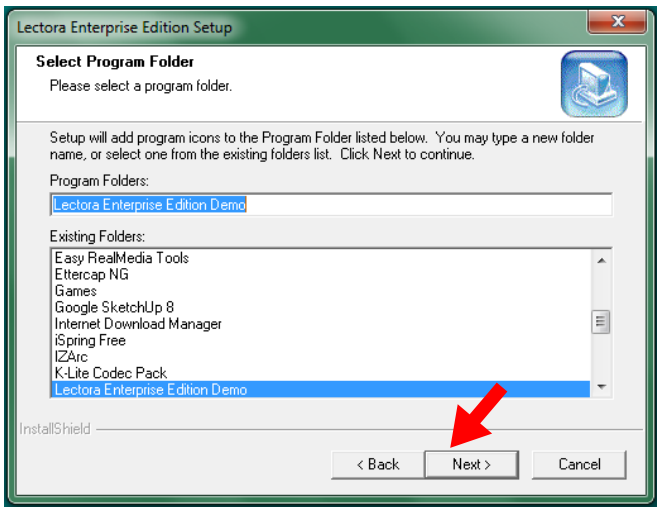 Lectora Enterprise Edition Setup
Select Program Folder
Please select a program folder.
Setup will add program icons to the Program Folder listed below. You may type a new folder
name, or select one from the existing folders list. Click Next to continue.
Program Folders:
Lectora Enterprise Edition Demo
Existing Folders:
Easy RealMedia Tools
Ettercap NG
Games
Google SketchUp 8
Internet Download Manager
iSpring Free
IZArc
K-Lite Codec Pack
Lectora Enterprise Edition Demo
InstallShield
< Back Next > Cancel